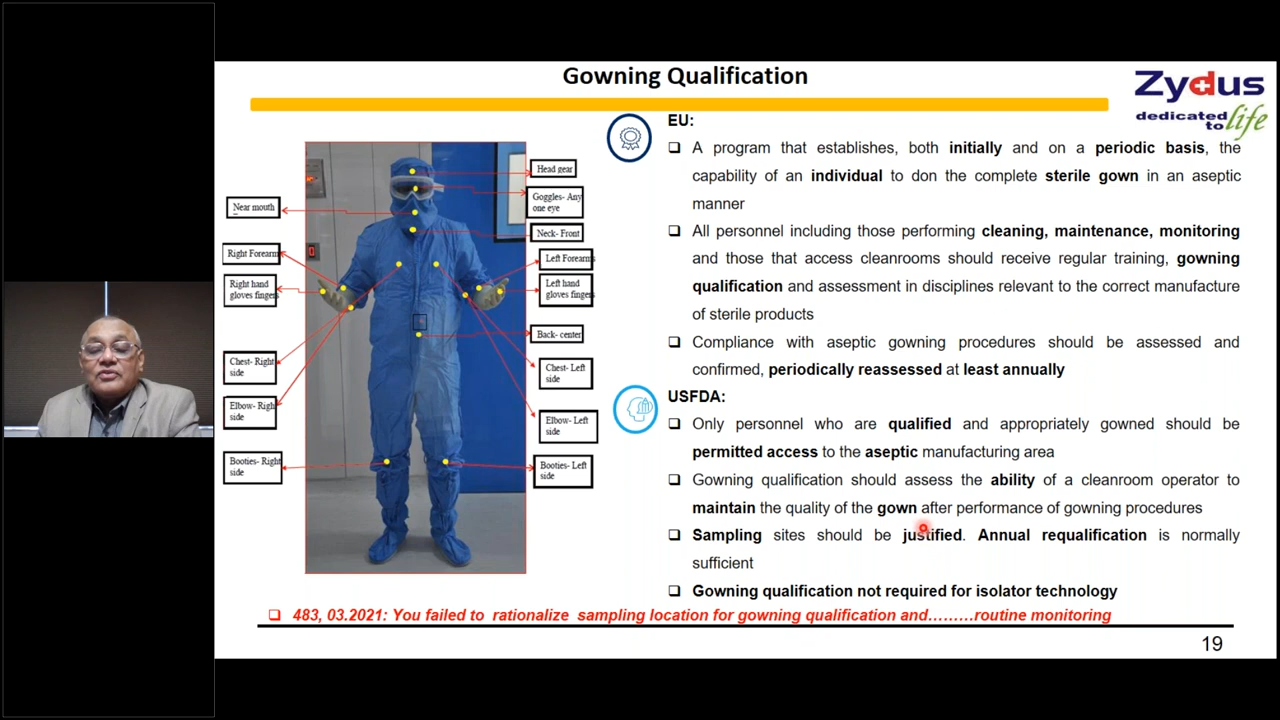 Gowning Qualification
Zydus
dedicated
to life
Near mouth
Right Forearm
Right hand
gloves fingers
Chest- Right
side
Elbow- Right
side
Booties- Right
side
Head gear
Goggles- Any
one eye
Neck- Front
Left Forearm
Left hand
gloves fingers
Back- center
Chest- Left
side
Elbow- Left
side
Booties- Left
side
EU:
A program that establishes, both initially and on a periodic basis, the
capability of an individual to don the complete sterile gown in an aseptic
manner
All personnel including those performing cleaning, maintenance, monitoring
and those that access cleanrooms should receive regular training, gowning
qualification and assessment in disciplines relevant to the correct manufacture
of sterile products
Compliance with aseptic gowning procedures should be assessed and
confirmed, periodically reassessed at least annually
USFDA:
Only personnel who are qualified and appropriately gowned should be
permitted access to the aseptic manufacturing area
Gowning qualification should assess the ability of a cleanroom operator to
maintain the quality of the gown after performance of gowning procedures
Sampling sites should be justified. Annual requalification is normally
sufficient
Gowning qualification not required for isolator technology
483, 03.2021: You failed to rationalize sampling location for gowning qualification and………routine monitoring
19